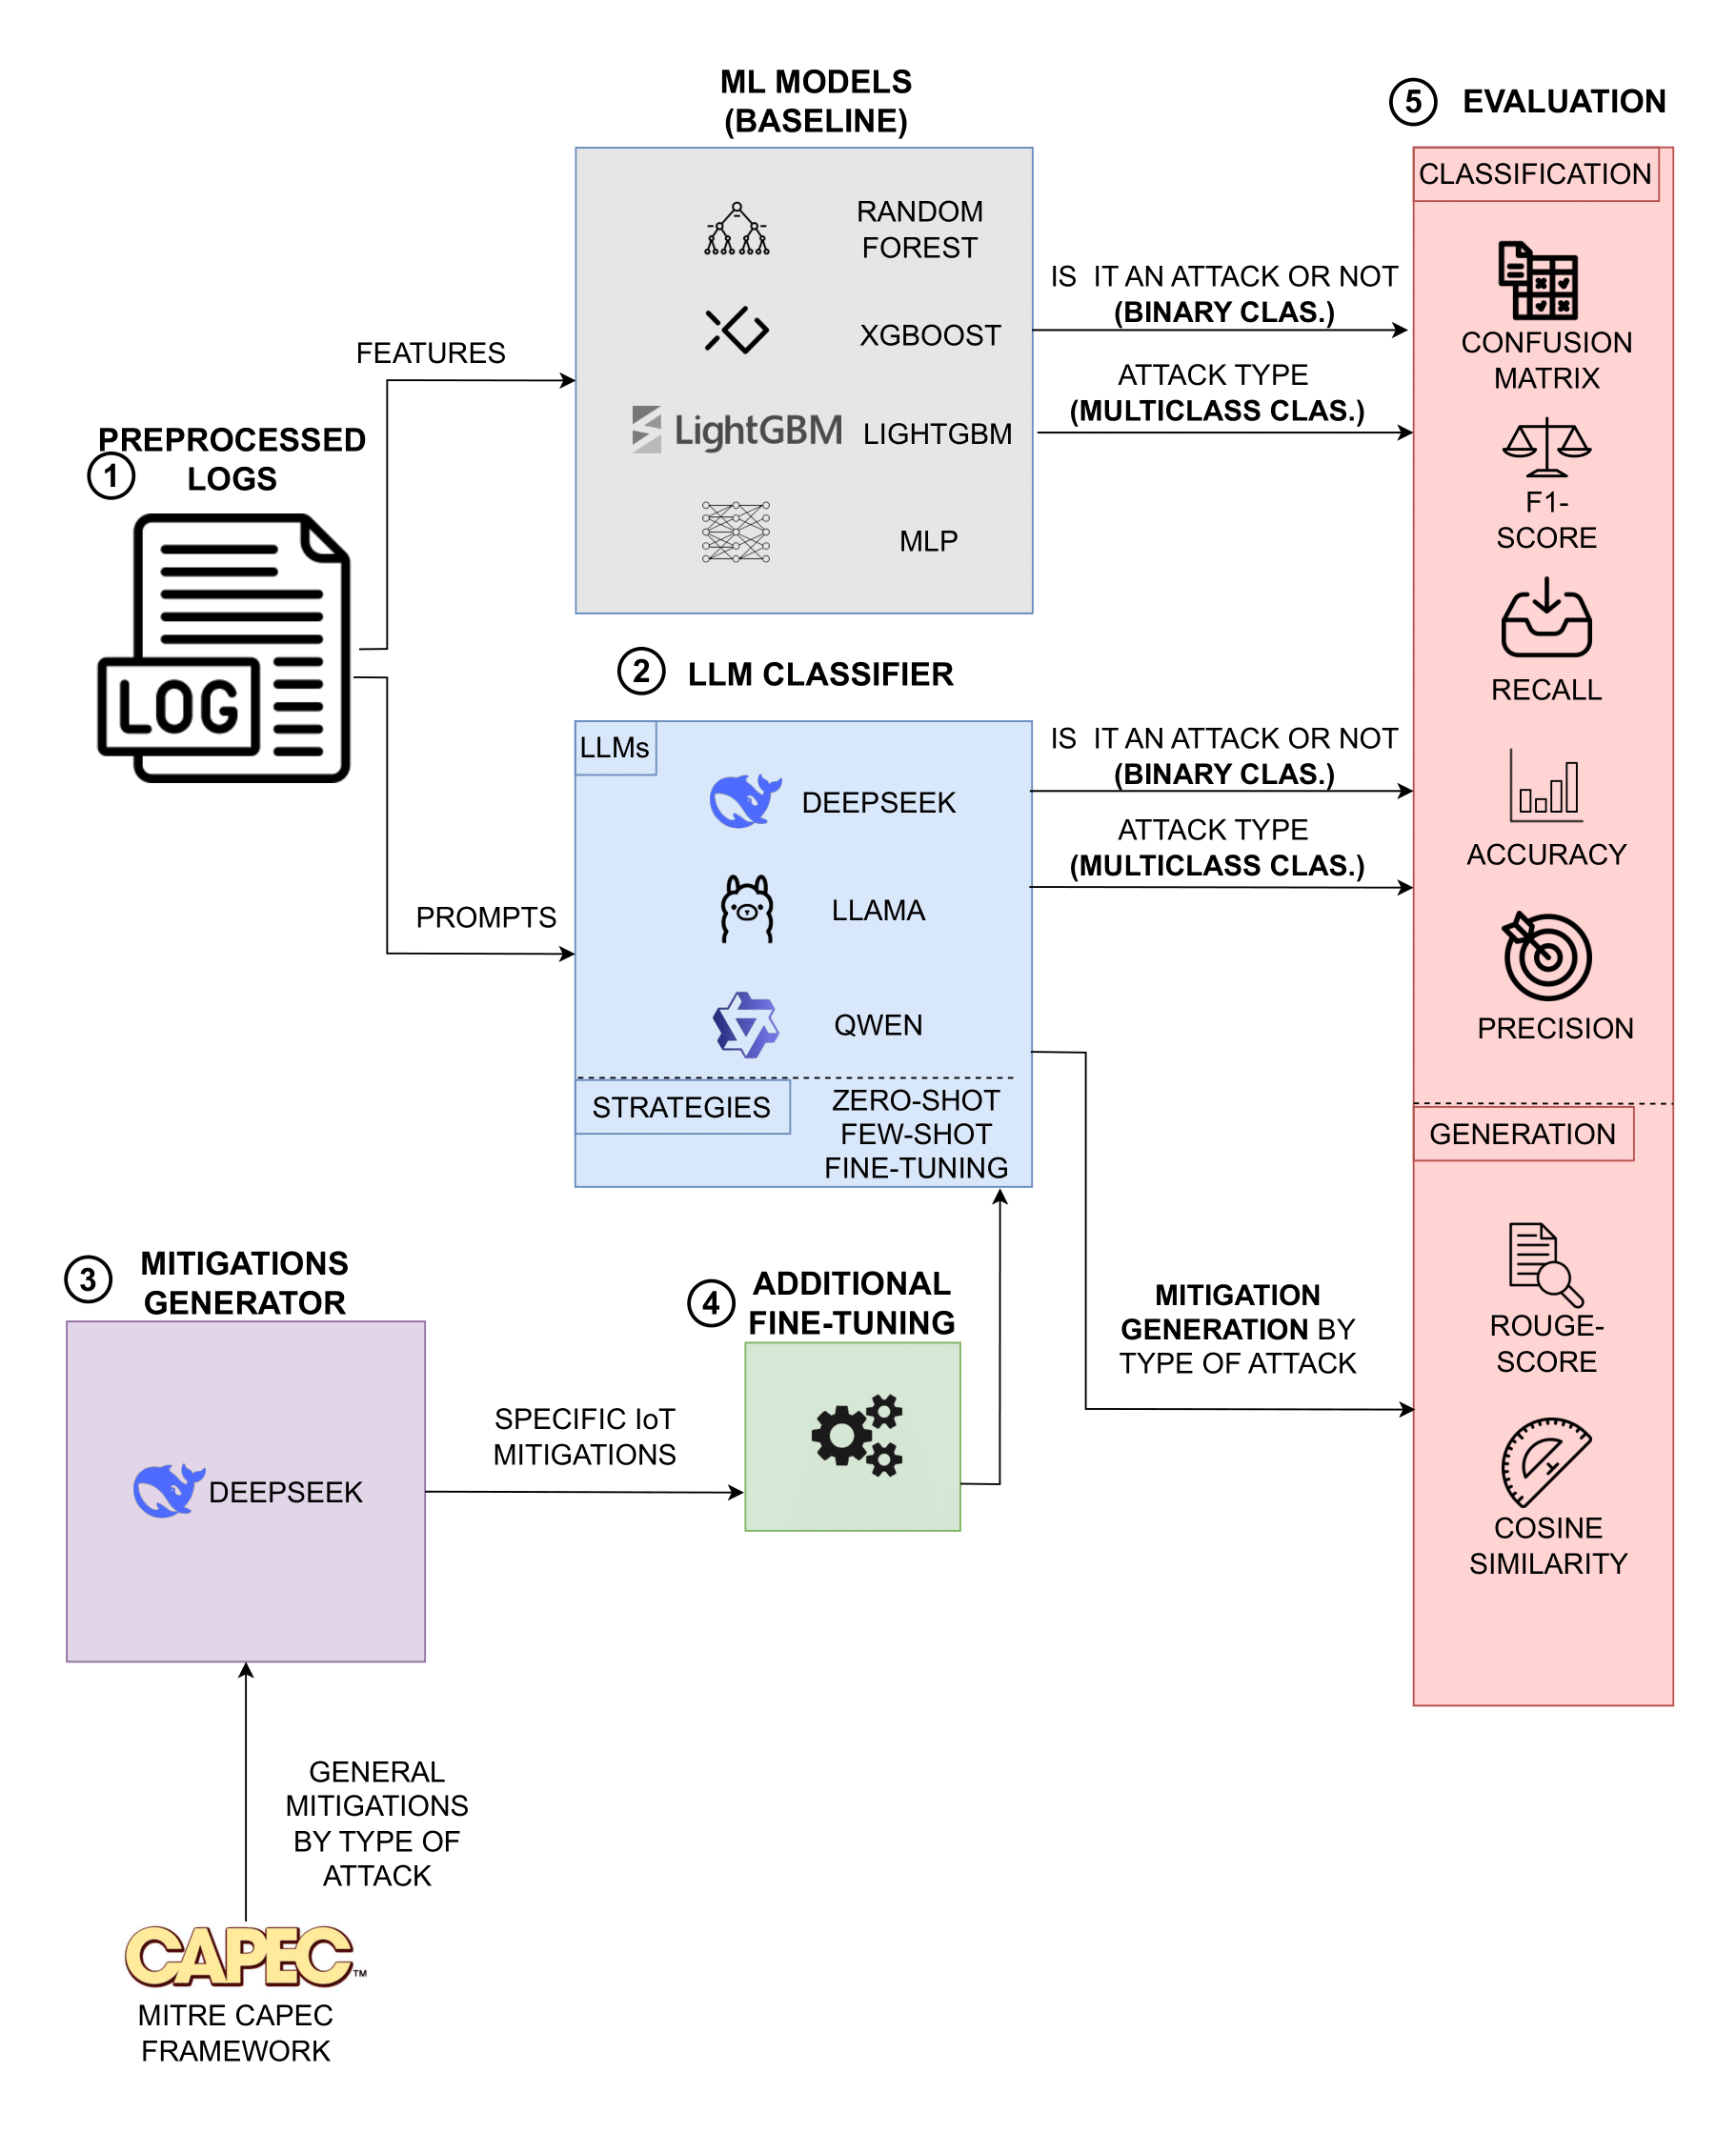 ML MODELS
(BASELINE)
RANDOM
FOREST
XGBOOST
LightGBM LIGHTGBM
MLP
FEATURES
1
PREPROCESSED
LOGS
LOG
PROMPTS
2 LLM CLASSIFIER
LLMs
DEEPSEEK
LLAMA
QWEN
STRATEGIES
ZERO-SHOT
FEW-SHOT
FINE-TUNING
IS IT AN ATTACK OR NOT
(BINARY CLAS.)
ATTACK TYPE
(MULTICLASS CLAS.)
IS IT AN ATTACK OR NOT
(BINARY CLAS.)
ATTACK TYPE
(MULTICLASS CLAS.)
MITIGATION
GENERATION BY
TYPE OF ATTACK
3 MITIGATIONS
GENERATOR
DEEPSEEK
SPECIFIC IoT
MITIGATIONS
4 ADDITIONAL
FINE-TUNING
GENERAL
MITIGATIONS
BY TYPE OF
ATTACK
CAPEC™
MITRE CAPEC
FRAMEWORK
5 EVALUATION
CLASSIFICATION
CONFUSION
MATRIX
F1-
SCORE
RECALL
ACCURACY
PRECISION
GENERATION
ROUGE-
SCORE
COSINE
SIMILARITY